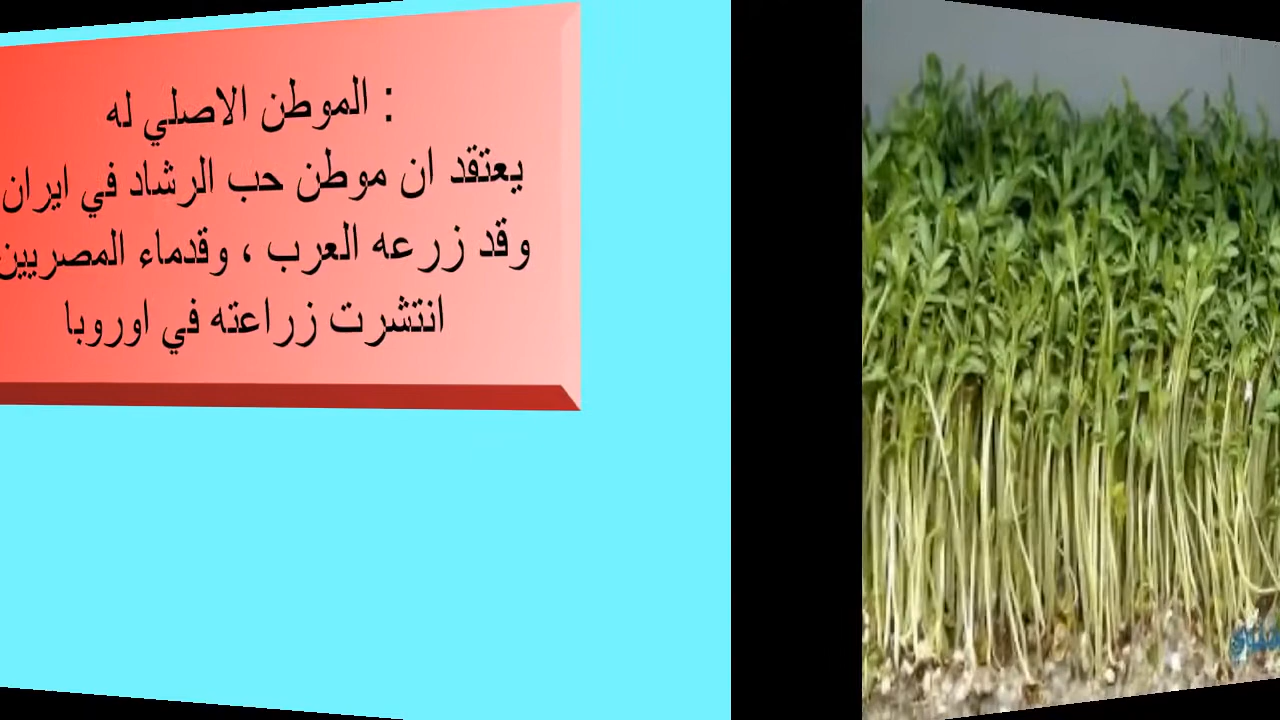 الموطن الاصلي له :
يعتقد ان موطن حب الرشاد في ايران
وقد زرعه العرب ، وقدماء المصريين
انتشرت زراعته في اوروبا